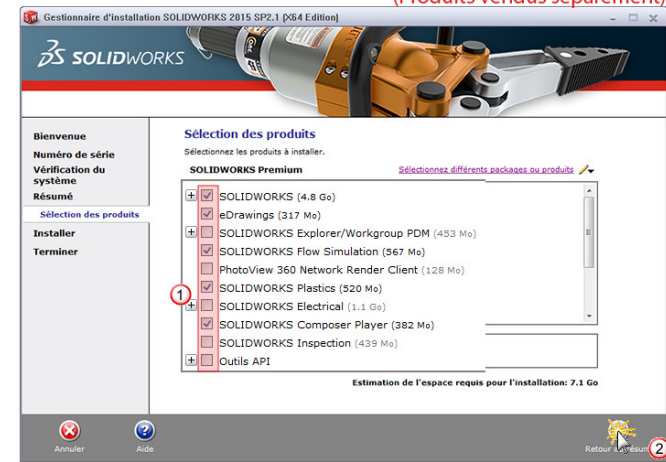 (Produits vendus séparément)
Gestionnaire d'installation SOLIDWORKS 2015 SP2.1 (X64 Edition)
SOLIDWORKS
Bienvenue
Numéro de série
Vérification du
système
Résumé
Sélection des produits
Installer
Terminer
Sélection des produits
Sélectionnez les produits à installer.
SOLIDWORKS Premium
Sélectionnez différents packages ou produits
SOLIDWORKS (4.8 Go)
eDrawings (317 Mo)
SOLIDWORKS Explorer/Workgroup PDM (453 Mo)
SOLIDWORKS Flow Simulation (567 Mo)
PhotoView 360 Network Render Client (128 Mo)
SOLIDWORKS Plastics (520 Mo)
1
SOLIDWORKS Electrical (1.1 Go)
SOLIDWORKS Composer Player (382 Mo)
SOLIDWORKS Inspection (439 Mo)
Outils API
Estimation de l'espace requis pour l'installation: 7.1 Go
Annuler
Aide
Retour
2